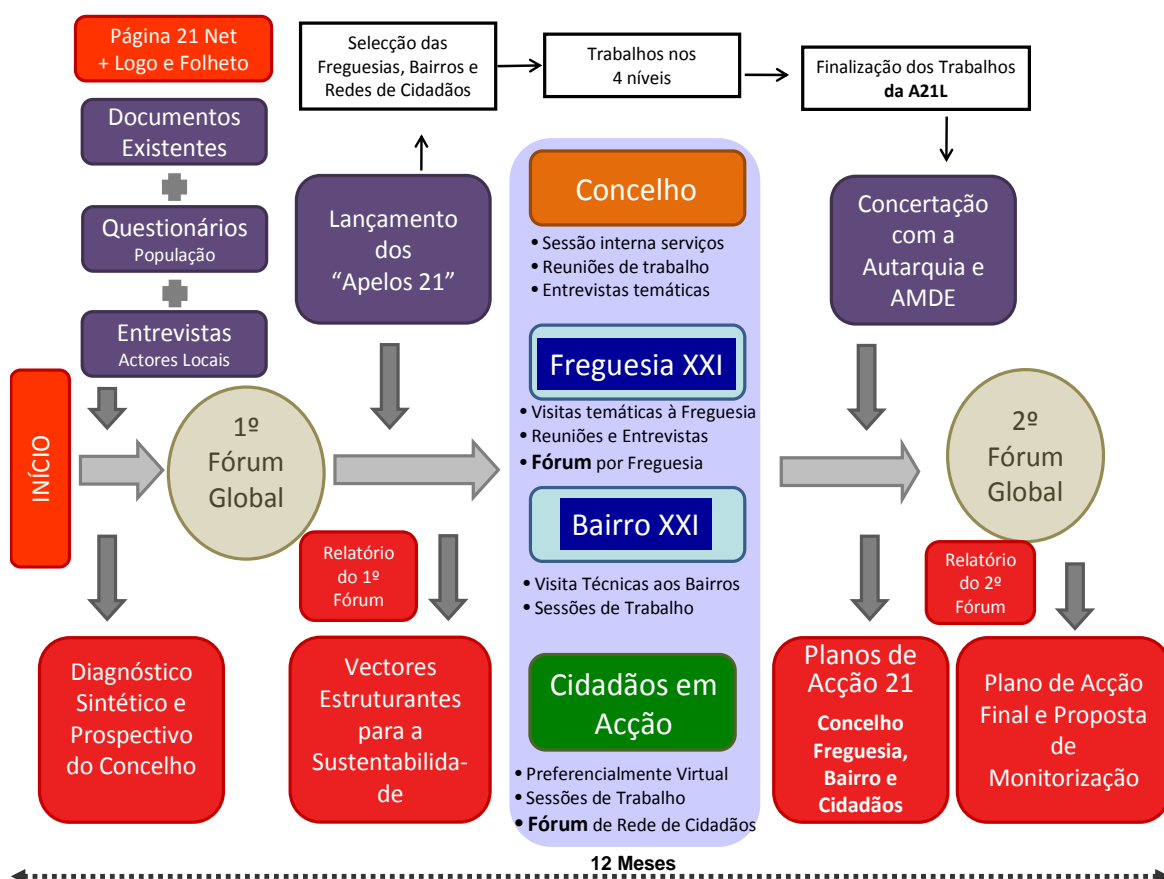 Página 21 Net
+ Logo e Folheto
Selecção das
Freguesias, Bairros e
Redes de Cidadãos
Trabalhos nos
4 níveis
Finalização dos Trabalhos
da A21L
Documentos
Existentes
Questionários
População
Entrevistas
Actores Locais
Lançamento
dos
“Apelos 21”
Concelho
• Sessão interna serviços
• Reuniões de trabalho
• Entrevistas temáticas
Concertação
com a
Autarquia e
AMDE
Freguesia XXI
• Visitas temáticas à Freguesia
• Reuniões e Entrevistas
• Fórum por Freguesia
INÍCIO
1º
Fórum
Global
2º
Fórum
Global
Bairro XXI
• Visita Técnicas aos Bairros
• Sessões de Trabalho
Relatório
do 1º
Fórum
Relatório
do 2º
Fórum
Diagnóstico
Sintético e
Prospectivo
do Concelho
Vectores
Estruturantes
para a
Sustentabilida-
de
Cidadãos em
Acção
• Preferencialmente Virtual
• Sessões de Trabalho
• Fórum de Rede de Cidadãos
Planos de
Acção 21
Concelho
Freguesia,
Bairro e
Cidadãos
Plano de Acção
Final e Proposta
de
Monitorização
12 Meses